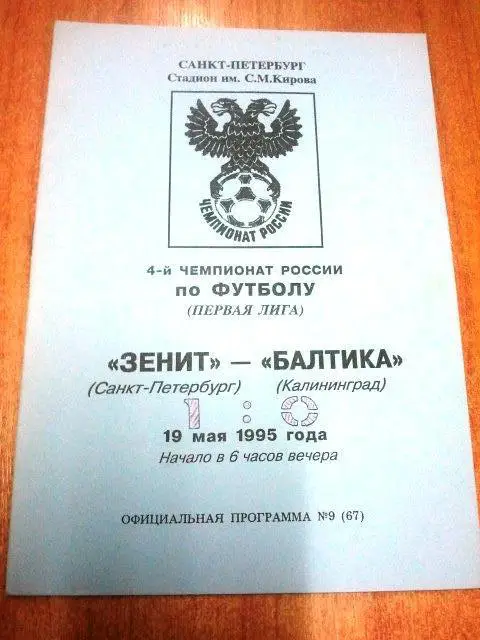 САНКТ-ПЕТЕРБУРГ
Стадион им. С.М.Кирова
ЧЕМПИОНАТ РОССИИ
4-й ЧЕМПИОНАТ РОССИИ
по ФУТБОЛУ
(ПЕРВАЯ ЛИГА)
«ЗЕНИТ» — «БАЛТИКА»
(Санкт-Петербург) (Калининград)
1 : 0
19 мая 1995 года
Начало в 6 часов вечера
ОФИЦИАЛЬНАЯ ПРОГРАММА №9 (67)